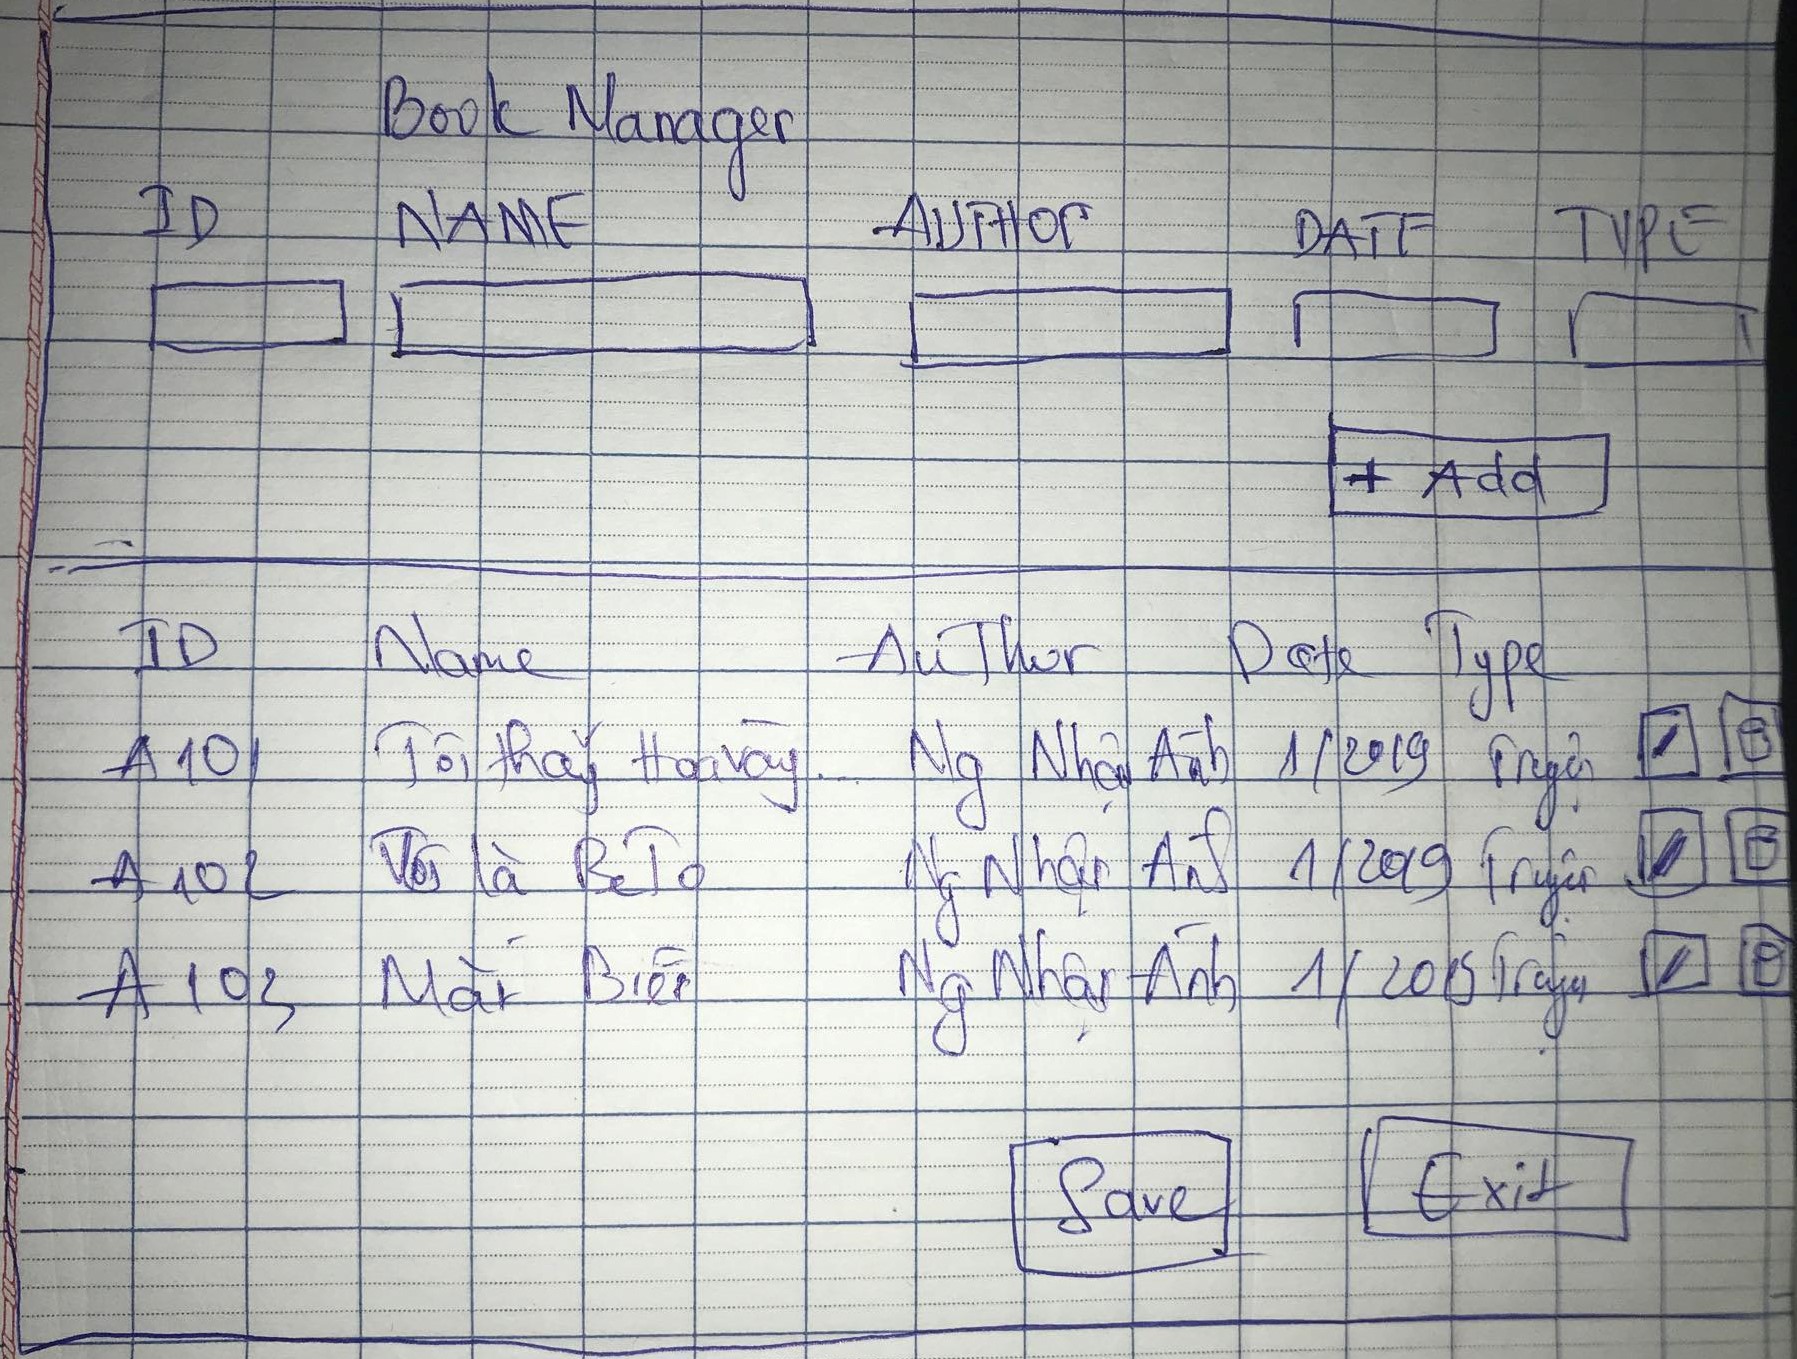 Book Manager
ID NAME AUTHOR DATE TYPE
+ Add
ID Name AuThor Date Type
A101 Tôi thấy Hoa vàng... Ng Nhật Ánh 1/2019 Truyện
A102 Tôi là BêTô Ng Nhật Ánh 1/2019 Truyện
A103 Mắt Biếc Ng Nhật Ánh 1/2015 Truyện
Save Exit